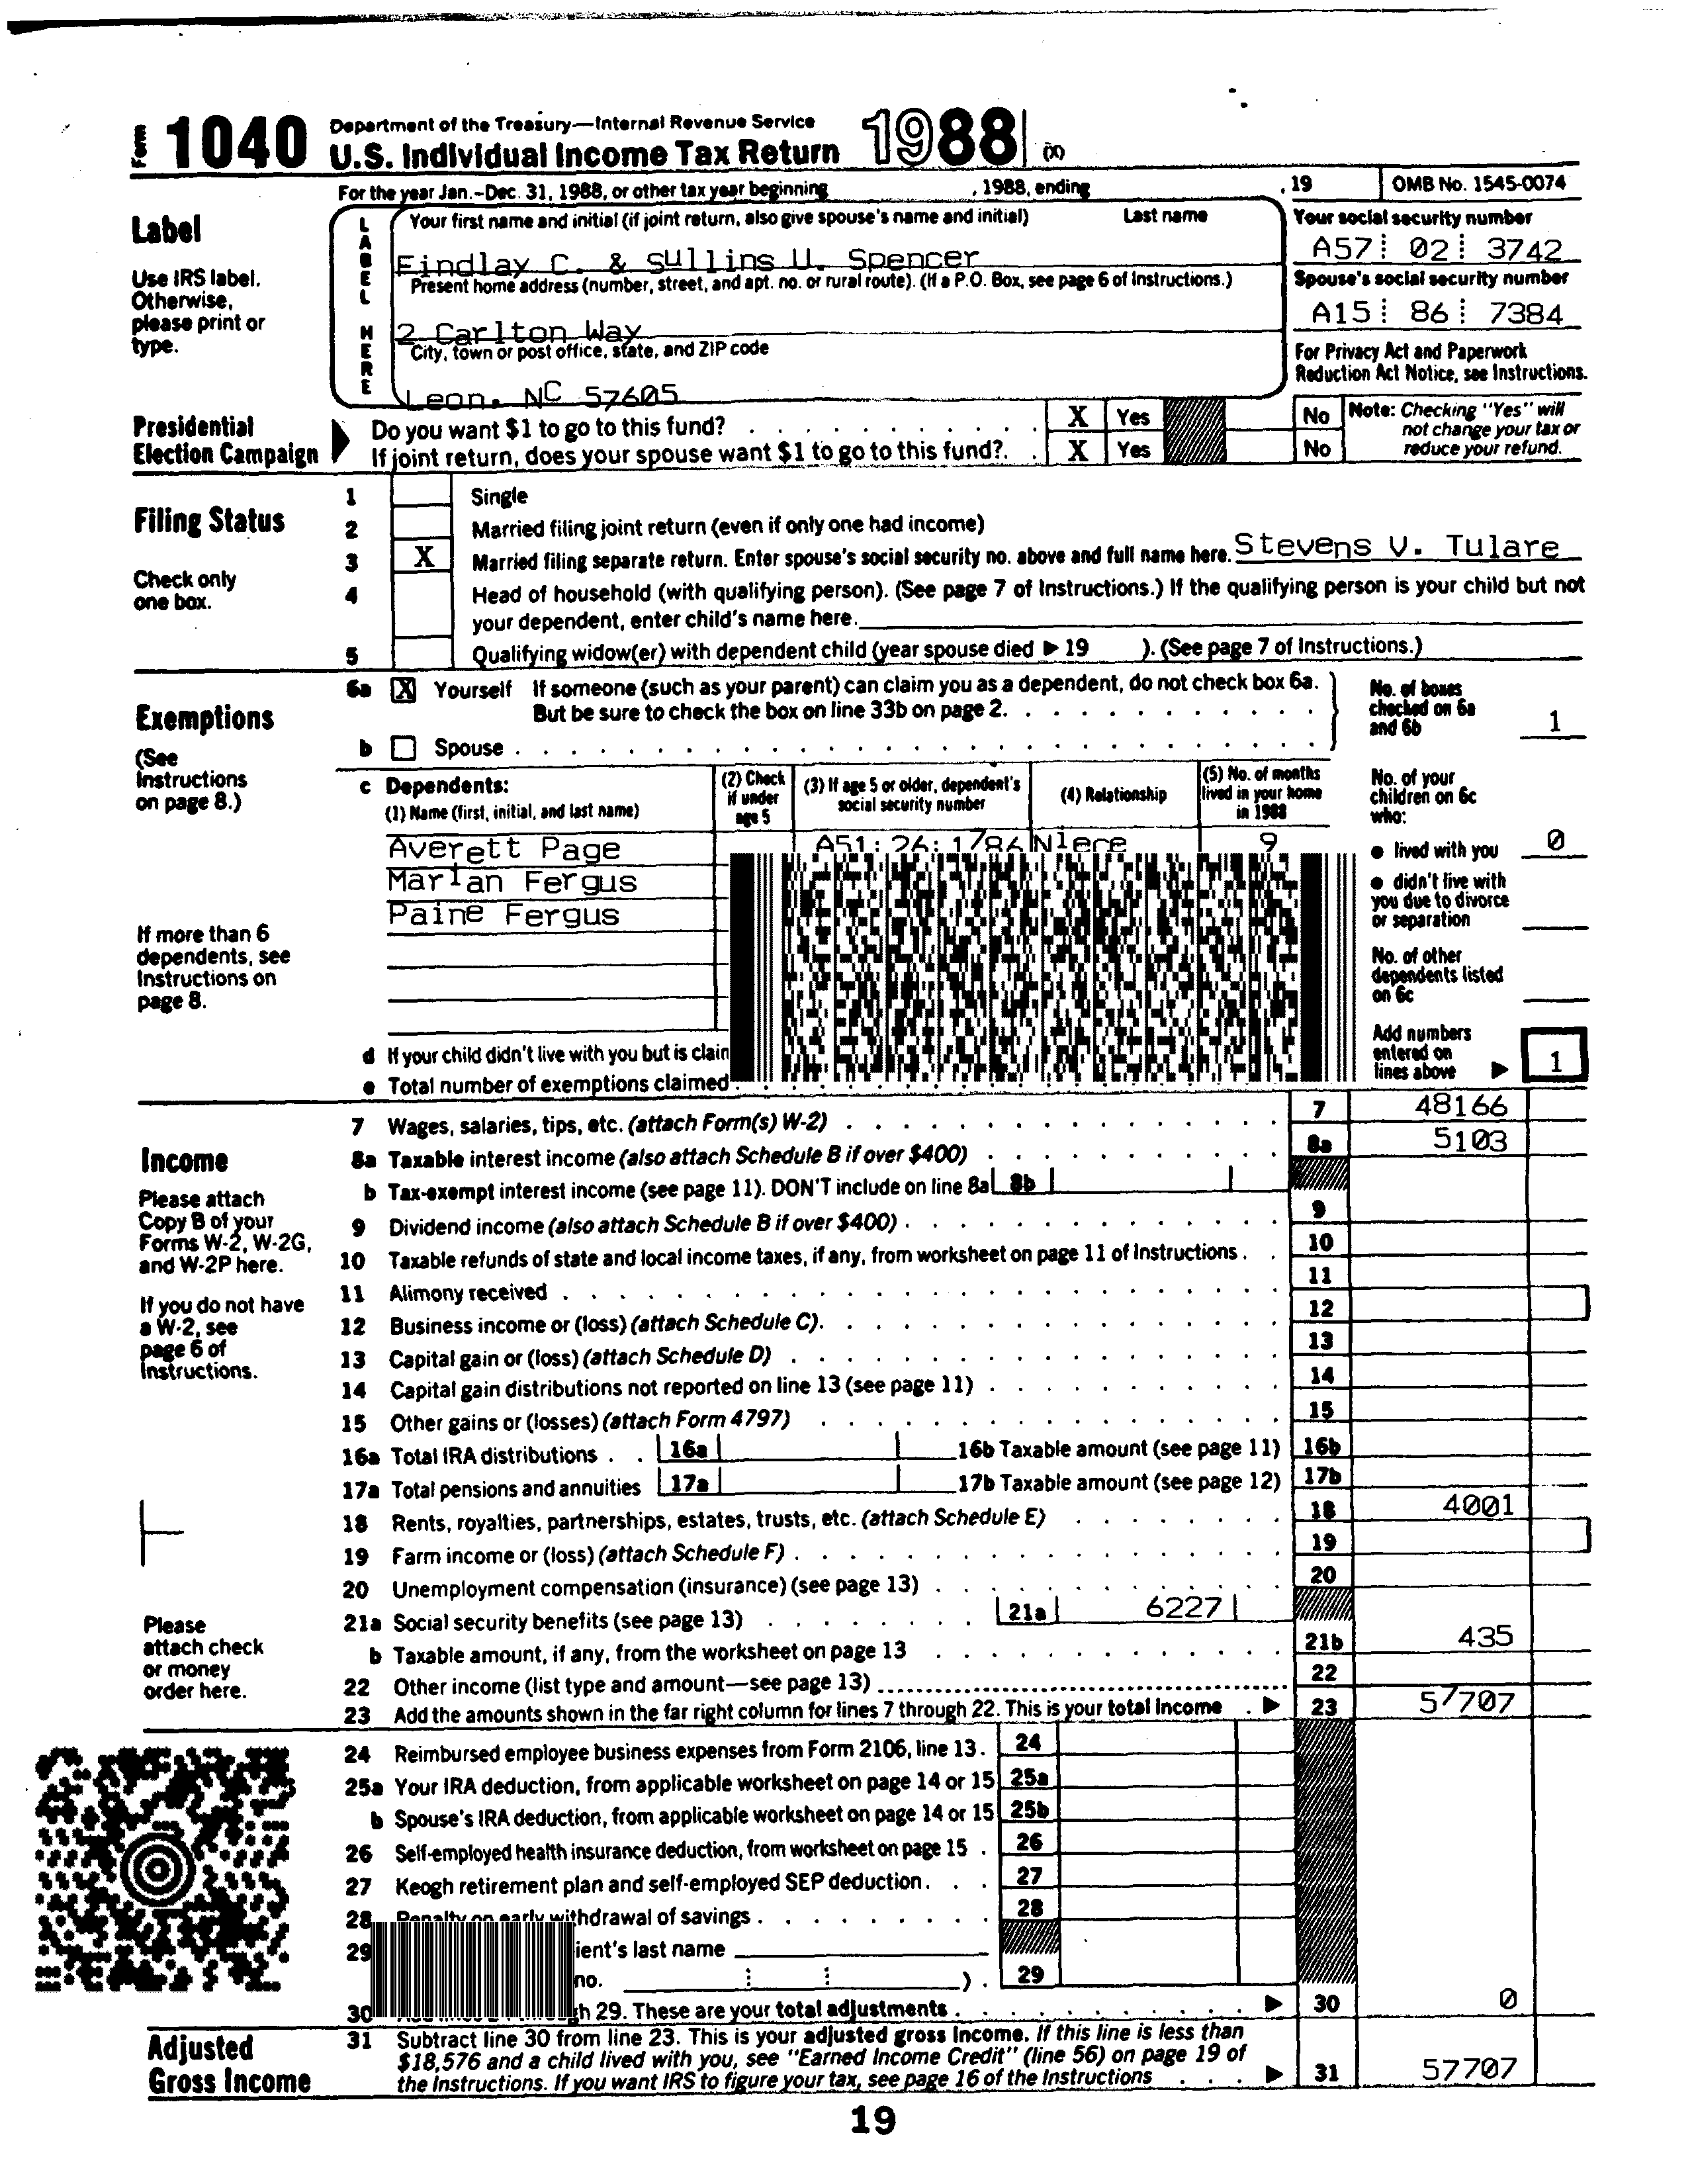 Form 1040 Department of the Treasury—Internal Revenue Service
U.S. Individual Income Tax Return 1988 (X)
For the year Jan.-Dec. 31, 1988, or other tax year beginning , 1988, ending , 19 OMB No. 1545-0074
Label
Use IRS label.
Otherwise,
please print or
type.
LABEL HERE
Your first name and initial (if joint return, also give spouse's name and initial) Last name
Findlay C. & Sullins U. Spencer
Present home address (number, street, and apt. no. or rural route). (If a P.O. Box, see page 6 of Instructions.)
2 Carlton Way
City, town or post office, state, and ZIP code
Leon, NC 57605
Your social security number
A57 02 3742
Spouse's social security number
A15 86 7384
For Privacy Act and Paperwork
Reduction Act Notice, see Instructions.
Presidential
Election Campaign
Do you want $1 to go to this fund? X Yes No
If joint return, does your spouse want $1 to go to this fund? X Yes No
Note: Checking "Yes" will
not change your tax or
reduce your refund.
Filing Status
Check only
one box.
1 Single
2 Married filing joint return (even if only one had income)
3 X Married filing separate return. Enter spouse's social security no. above and full name here. Stevens V. Tulare
4 Head of household (with qualifying person). (See page 7 of Instructions.) If the qualifying person is your child but not
your dependent, enter child's name here.
5 Qualifying widow(er) with dependent child (year spouse died ▶ 19 ). (See page 7 of Instructions.)
Exemptions
(See
Instructions
on page 8.)
6a X Yourself If someone (such as your parent) can claim you as a dependent, do not check box 6a.
But be sure to check the box on line 33b on page 2.
b Spouse
No. of boxes
checked on 6a
and 6b 1
c Dependents:
(1) Name (first, initial, and last name)
(2) Check
if under
age 5
(3) If age 5 or older, dependent's
social security number
(4) Relationship
(5) No. of months
lived in your home
in 1988
Averett Page A51: 26: 1786 Niece 9
Marian Fergus
Paine Fergus
If more than 6
dependents, see
Instructions on
page 8.
No. of your
children on 6c
who:
● lived with you 0
● didn't live with
you due to divorce
or separation
No. of other
dependents listed
on 6c
Add numbers
entered on
lines above ▶ 1
d If your child didn't live with you but is
e Total number of exemptions claimed
Income
Please attach
Copy B of your
Forms W-2, W-2G,
and W-2P here.
If you do not have
a W-2, see
page 6 of
Instructions.
Please
attach check
or money
order here.
7 Wages, salaries, tips, etc. (attach Form(s) W-2) 7 48166
8a Taxable interest income (also attach Schedule B if over $400) 8a 5103
b Tax-exempt interest income (see page 11). DON'T include on line 8a 8b
9 Dividend income (also attach Schedule B if over $400) 9
10 Taxable refunds of state and local income taxes, if any, from worksheet on page 11 of Instructions 10
11 Alimony received 11
12 Business income or (loss) (attach Schedule C) 12
13 Capital gain or (loss) (attach Schedule D) 13
14 Capital gain distributions not reported on line 13 (see page 11) 14
15 Other gains or (losses) (attach Form 4797) 15
16a Total IRA distributions 16a 16b Taxable amount (see page 11) 16b
17a Total pensions and annuities 17a 17b Taxable amount (see page 12) 17b
18 Rents, royalties, partnerships, estates, trusts, etc. (attach Schedule E) 18 4001
19 Farm income or (loss) (attach Schedule F) 19
20 Unemployment compensation (insurance) (see page 13) 20
21a Social security benefits (see page 13) 21a 6227
b Taxable amount, if any, from the worksheet on page 13 21b 435
22 Other income (list type and amount—see page 13) 22
23 Add the amounts shown in the far right column for lines 7 through 22. This is your total income ▶ 23 57707
24 Reimbursed employee business expenses from Form 2106, line 13. 24
25a Your IRA deduction, from applicable worksheet on page 14 or 15 25a
b Spouse's IRA deduction, from applicable worksheet on page 14 or 15 25b
26 Self-employed health insurance deduction, from worksheet on page 15 26
27 Keogh retirement plan and self-employed SEP deduction 27
28 Penalty on early withdrawal of savings 28
29 ient's last name
no. ) 29
30 gh 29. These are your total adjustments ▶ 30 0
Adjusted
Gross Income
31 Subtract line 30 from line 23. This is your adjusted gross income. If this line is less than
$18,576 and a child lived with you, see "Earned Income Credit" (line 56) on page 19 of
the Instructions. If you want IRS to figure your tax, see page 16 of the Instructions ▶ 31 57707
19